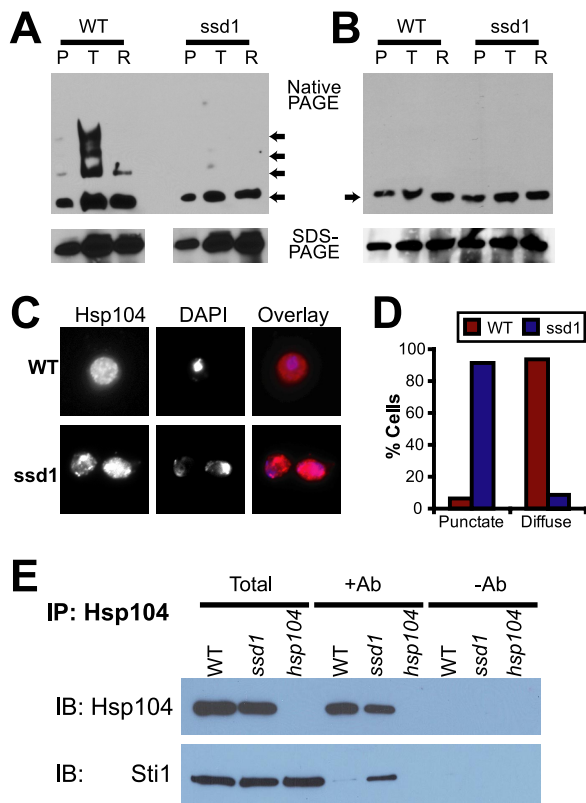 A B
WT ssd1 WT ssd1
P T R P T R P T R P T R
Native
PAGE
SDS-
PAGE
C D
Hsp104 DAPI Overlay
WT
ssd1
WT ssd1
100
80
60
40
20
0
% Cells
Punctate Diffuse
E
Total +Ab -Ab
IP: Hsp104
WT ssd1 hsp104 WT ssd1 hsp104 WT ssd1 hsp104
IB: Hsp104
IB: Sti1